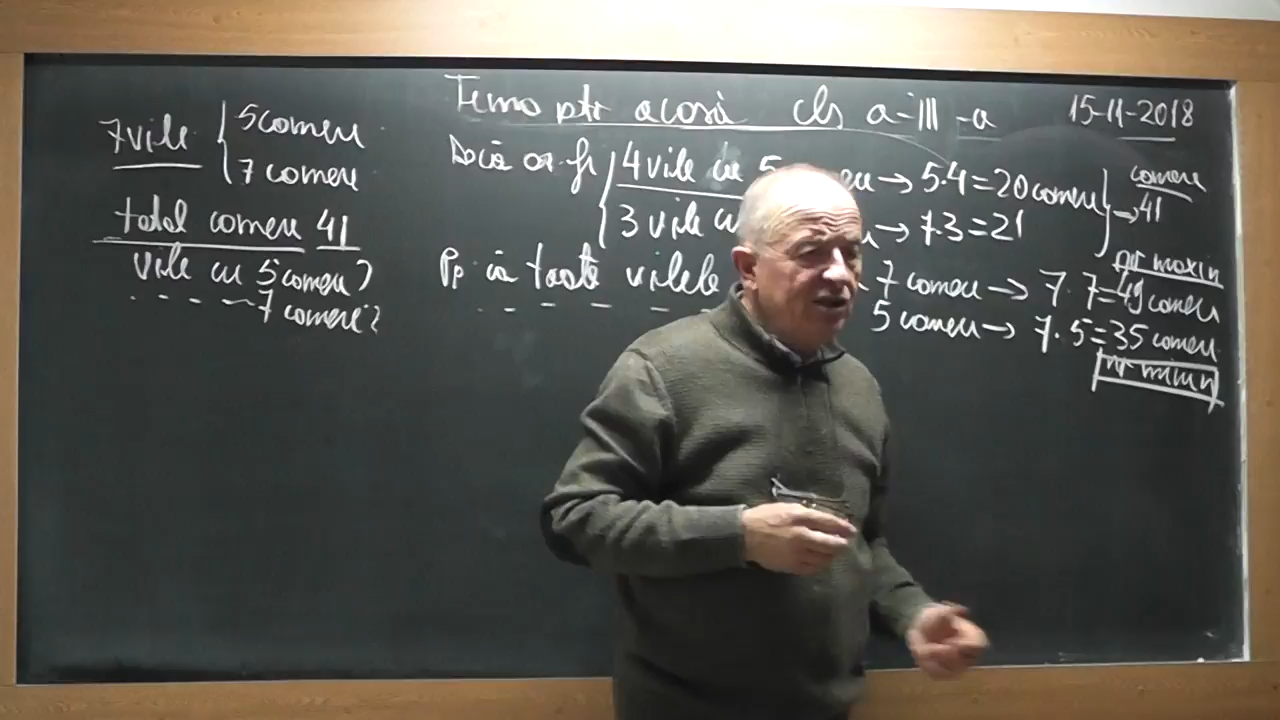 Tema ptr acasă cls a-III-a 15-11-2018
7 vile { 5 camere
7 camere
total camere 41
vile cu 5 camere?
. - - - - 7 camere?
Dacă ar fi { 4 vile cu 5 → 5·4=20 camere } camere → 41
3 vile cu → 7·3=21
nr maxim
Pp. că toate vilele 7 camere → 7·7=49 camere
. - - - - 5 camere → 7·5=35 camere
nr minim